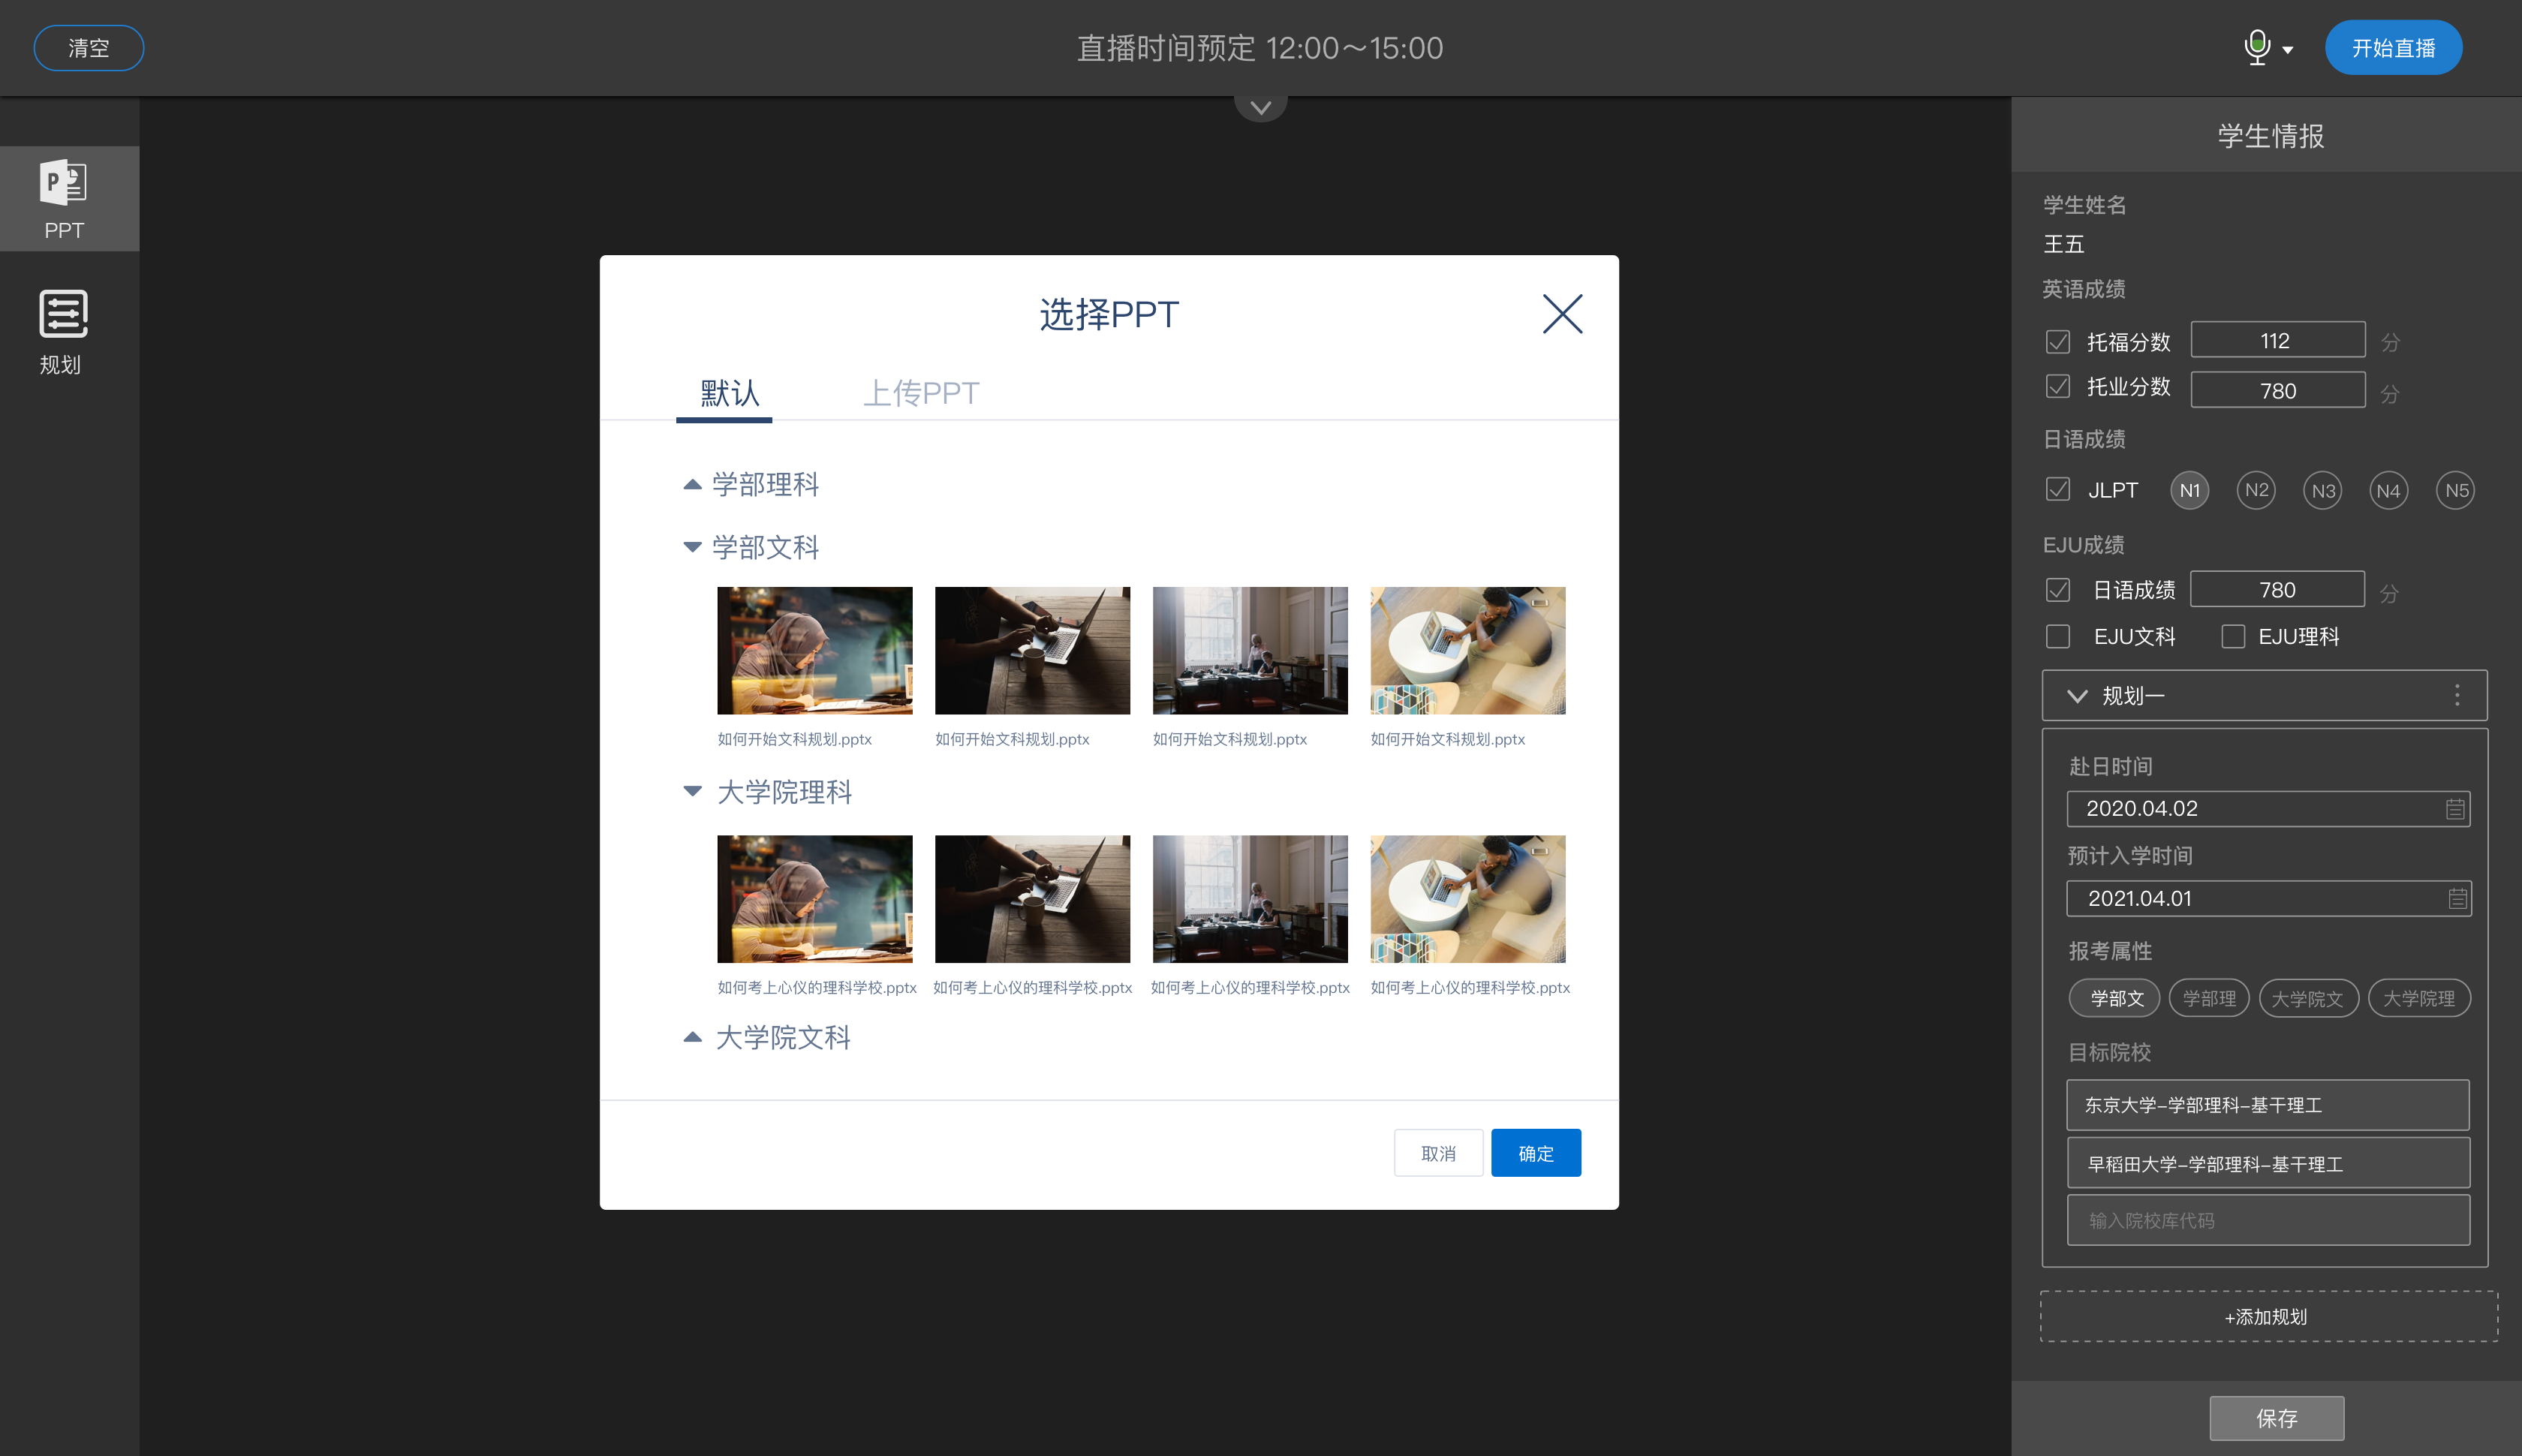 清空
直播时间预定 12:00～15:00
开始直播
PPT
规划
选择PPT
默认 上传PPT
学部理科
学部文科
如何开始文科规划.pptx 如何开始文科规划.pptx 如何开始文科规划.pptx 如何开始文科规划.pptx
大学院理科
如何考上心仪的理科学校.pptx 如何考上心仪的理科学校.pptx 如何考上心仪的理科学校.pptx 如何考上心仪的理科学校.pptx
大学院文科
取消 确定
学生情报
学生姓名
王五
英语成绩
托福分数 112 分
托业分数 780 分
日语成绩
JLPT N1 N2 N3 N4 N5
EJU成绩
日语成绩 780 分
EJU文科 EJU理科
规划一
赴日时间
2020.04.02
预计入学时间
2021.04.01
报考属性
学部文 学部理 大学院文 大学院理
目标院校
东京大学-学部理科-基干理工
早稻田大学-学部理科-基干理工
输入院校库代码
+添加规划
保存